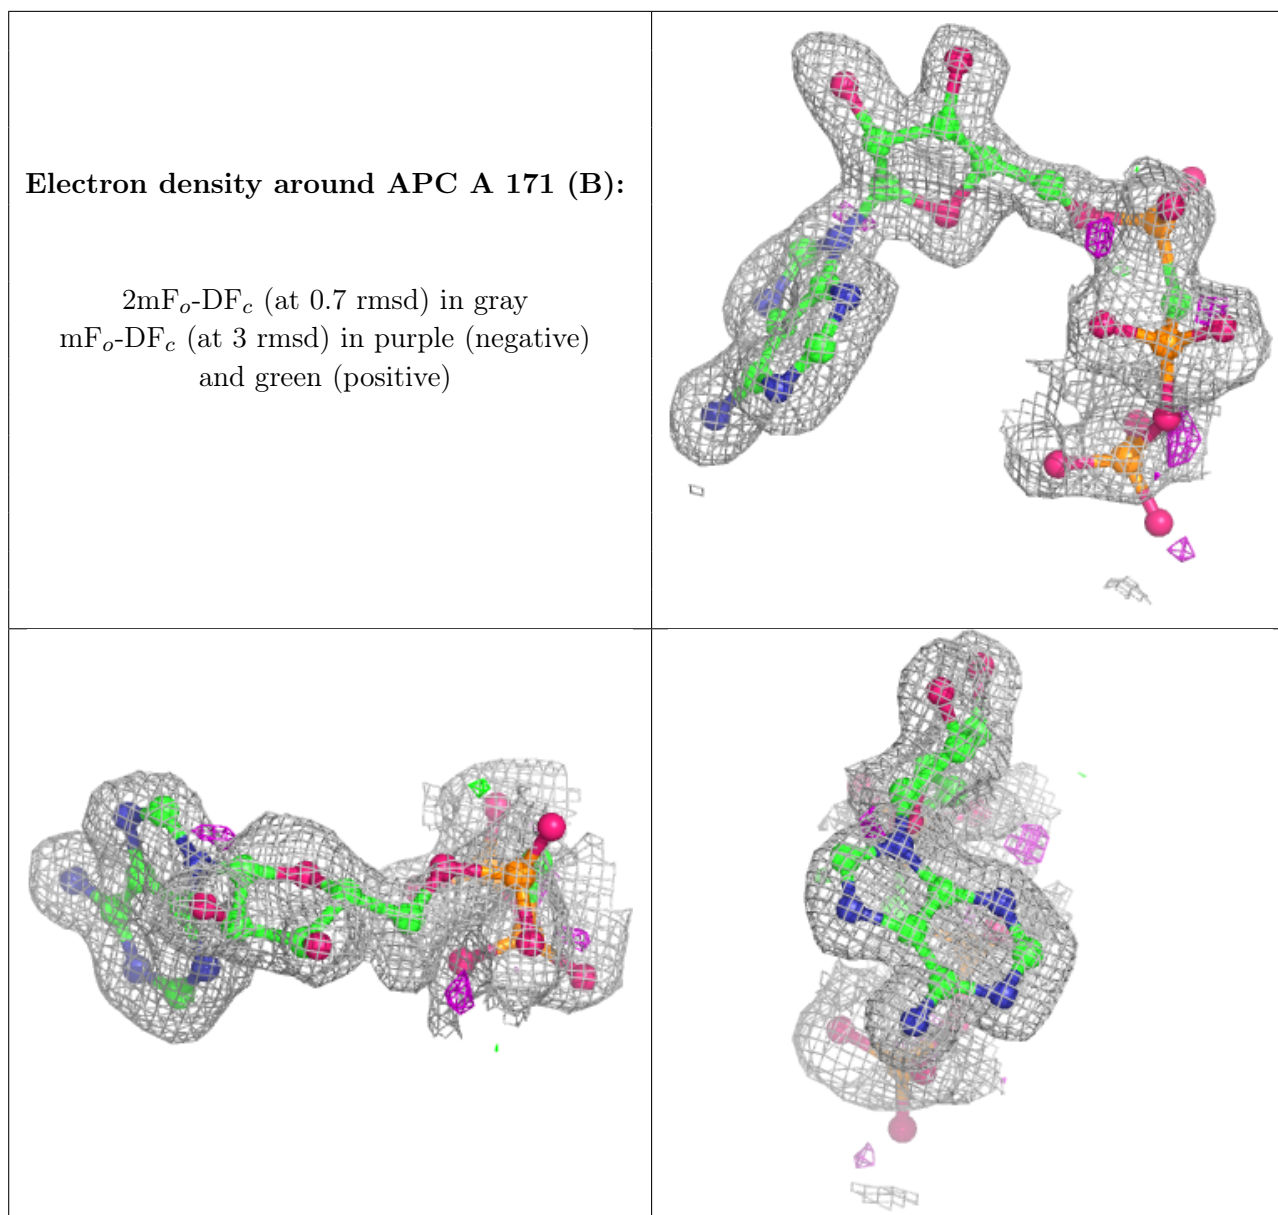 Electron density around APC A 171 (B):
2mFo-DFc (at 0.7 rmsd) in gray
mFo-DFc (at 3 rmsd) in purple (negative)
and green (positive)